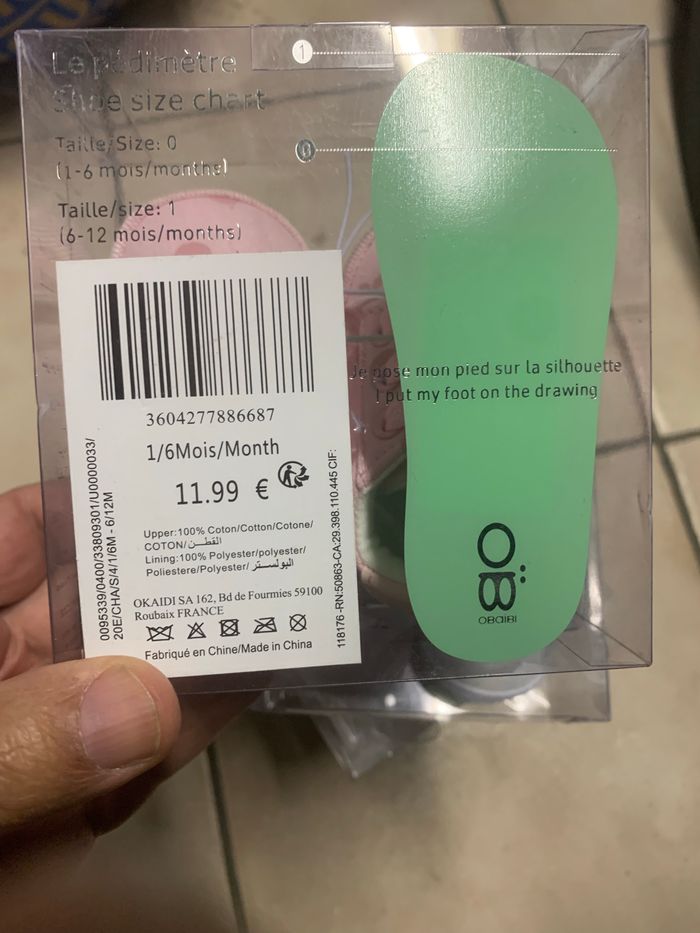 Le pédimètre
Shoe size chart
Taille/Size: 0
(1-6 mois/months)
Taille/size: 1
(6-12 mois/months)
1
0
Je pose mon pied sur la silhouette
I put my foot on the drawing
3604277886687
1/6Mois/Month
11.99 €
Upper:100% Coton/Cotton/Cotone/
COTON/القطن
Lining:100% Polyester/polyester/
Poliestere/Polyester/ البوليستر
OKAIDI SA 162, Bd de Fourmies 59100
Roubaix FRANCE
Fabriqué en Chine/Made in China
0095339/0400/33809301/U0000033/
20E/CHA/S/4/1/6M - 6/12M
118176 -RN:50863-CA:29.398.110.445 CIF:
OBAIBI